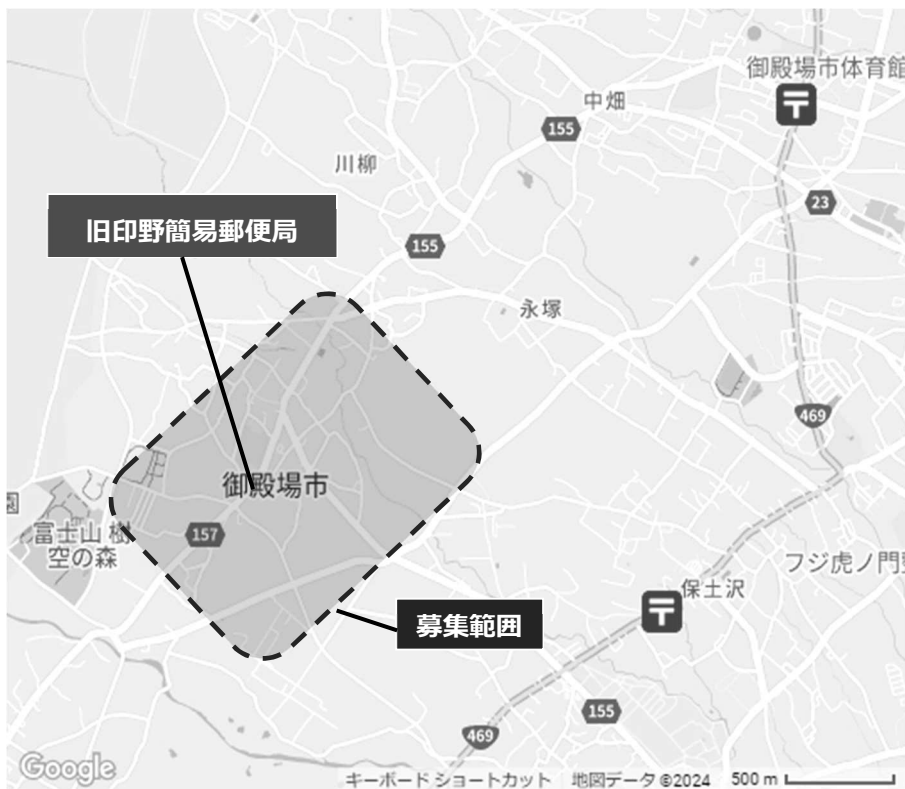 御殿場市体育館
中畑
155
川柳
23
旧印野簡易郵便局
155
永塚
469
御殿場市
園
157
富士山 樹
空の森
フジ虎ノ門整
保土沢
募集範囲
155
469
Google
キーボード ショートカット 地図データ ©2024 500 m